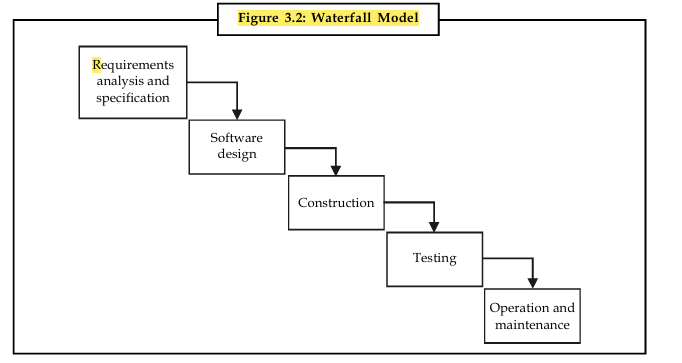 Figure 3.2: Waterfall Model
Requirements
analysis and
specification
Software
design
Construction
Testing
Operation and
maintenance